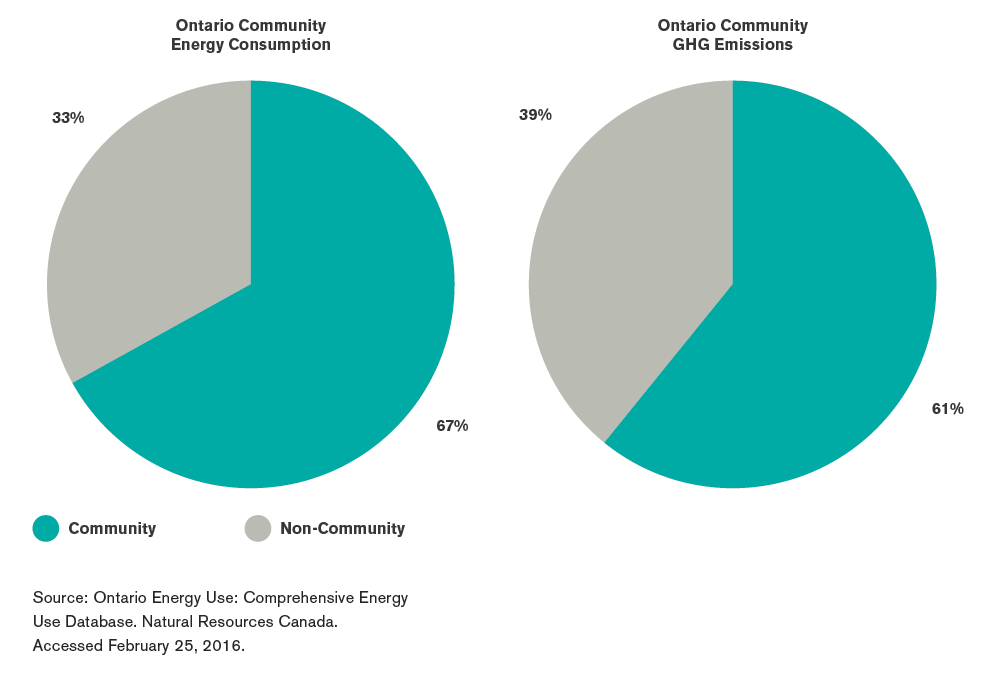 Ontario Community
Energy Consumption
33%
67%
Ontario Community
GHG Emissions
39%
61%
Community
Non-Community
Source: Ontario Energy Use: Comprehensive Energy
Use Database. Natural Resources Canada.
Accessed February 25, 2016.